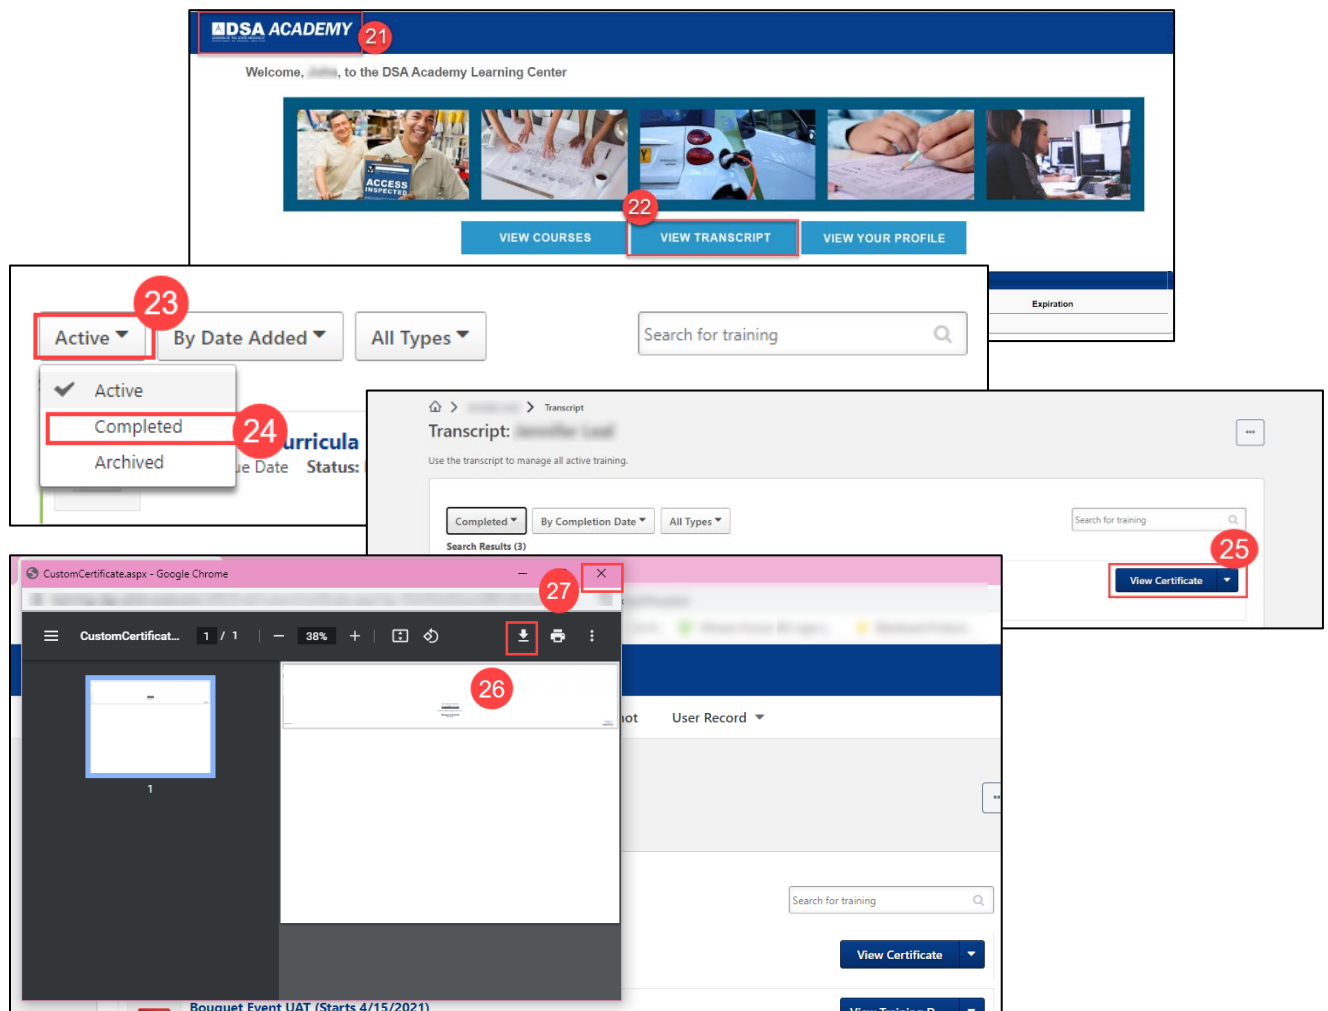 DSA ACADEMY
21
Welcome, , to the DSA Academy Learning Center
ACCESS
INSPECTED
22
VIEW COURSES
VIEW TRANSCRIPT
VIEW YOUR PROFILE
Expiration
23
Active
By Date Added
All Types
Search for training
Active
Completed
24
Archived
urricula
ue Date Status:
Transcript
Transcript:
Use the transcript to manage all active training.
Completed
By Completion Date
All Types
Search for training
Search Results (3)
25
View Certificate
CustomCertificate.aspx - Google Chrome
27
CustomCertificat...
1 / 1
38%
26
1
not
User Record
Search for training
View Certificate
Bouquet Event UAT (Starts 4/15/2021)